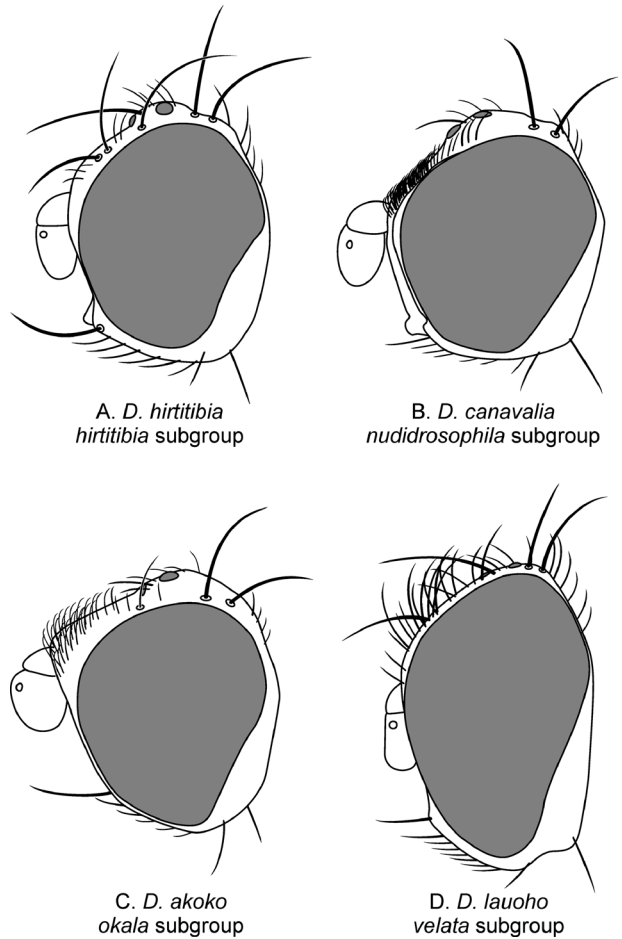 A. D. hirtitibia
hirtitibia subgroup
B. D. canavalia
nudidrosophila subgroup
C. D. akoko
okala subgroup
D. D. lauoho
velata subgroup